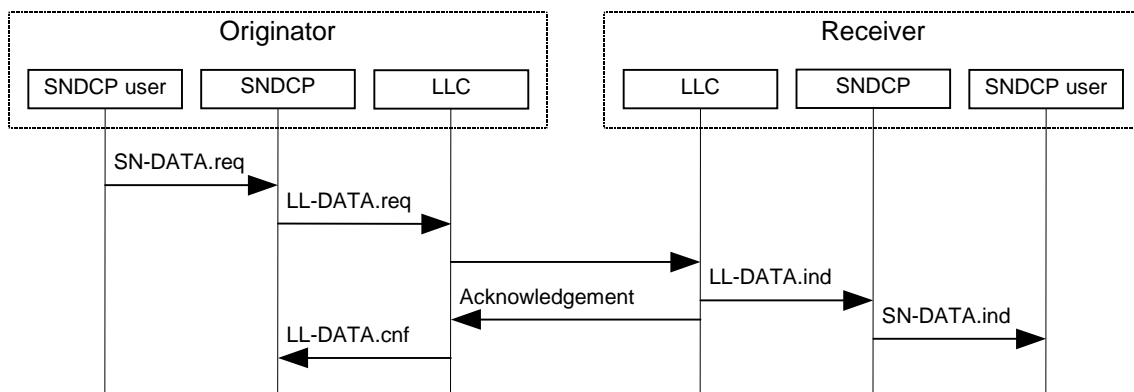 Originator
Receiver
SNDCP user
SNDCP
LLC
LLC
SNDCP
SNDCP user
SN-DATA.req
LL-DATA.req
LL-DATA.ind
Acknowledgement
SN-DATA.ind
LL-DATA.cnf